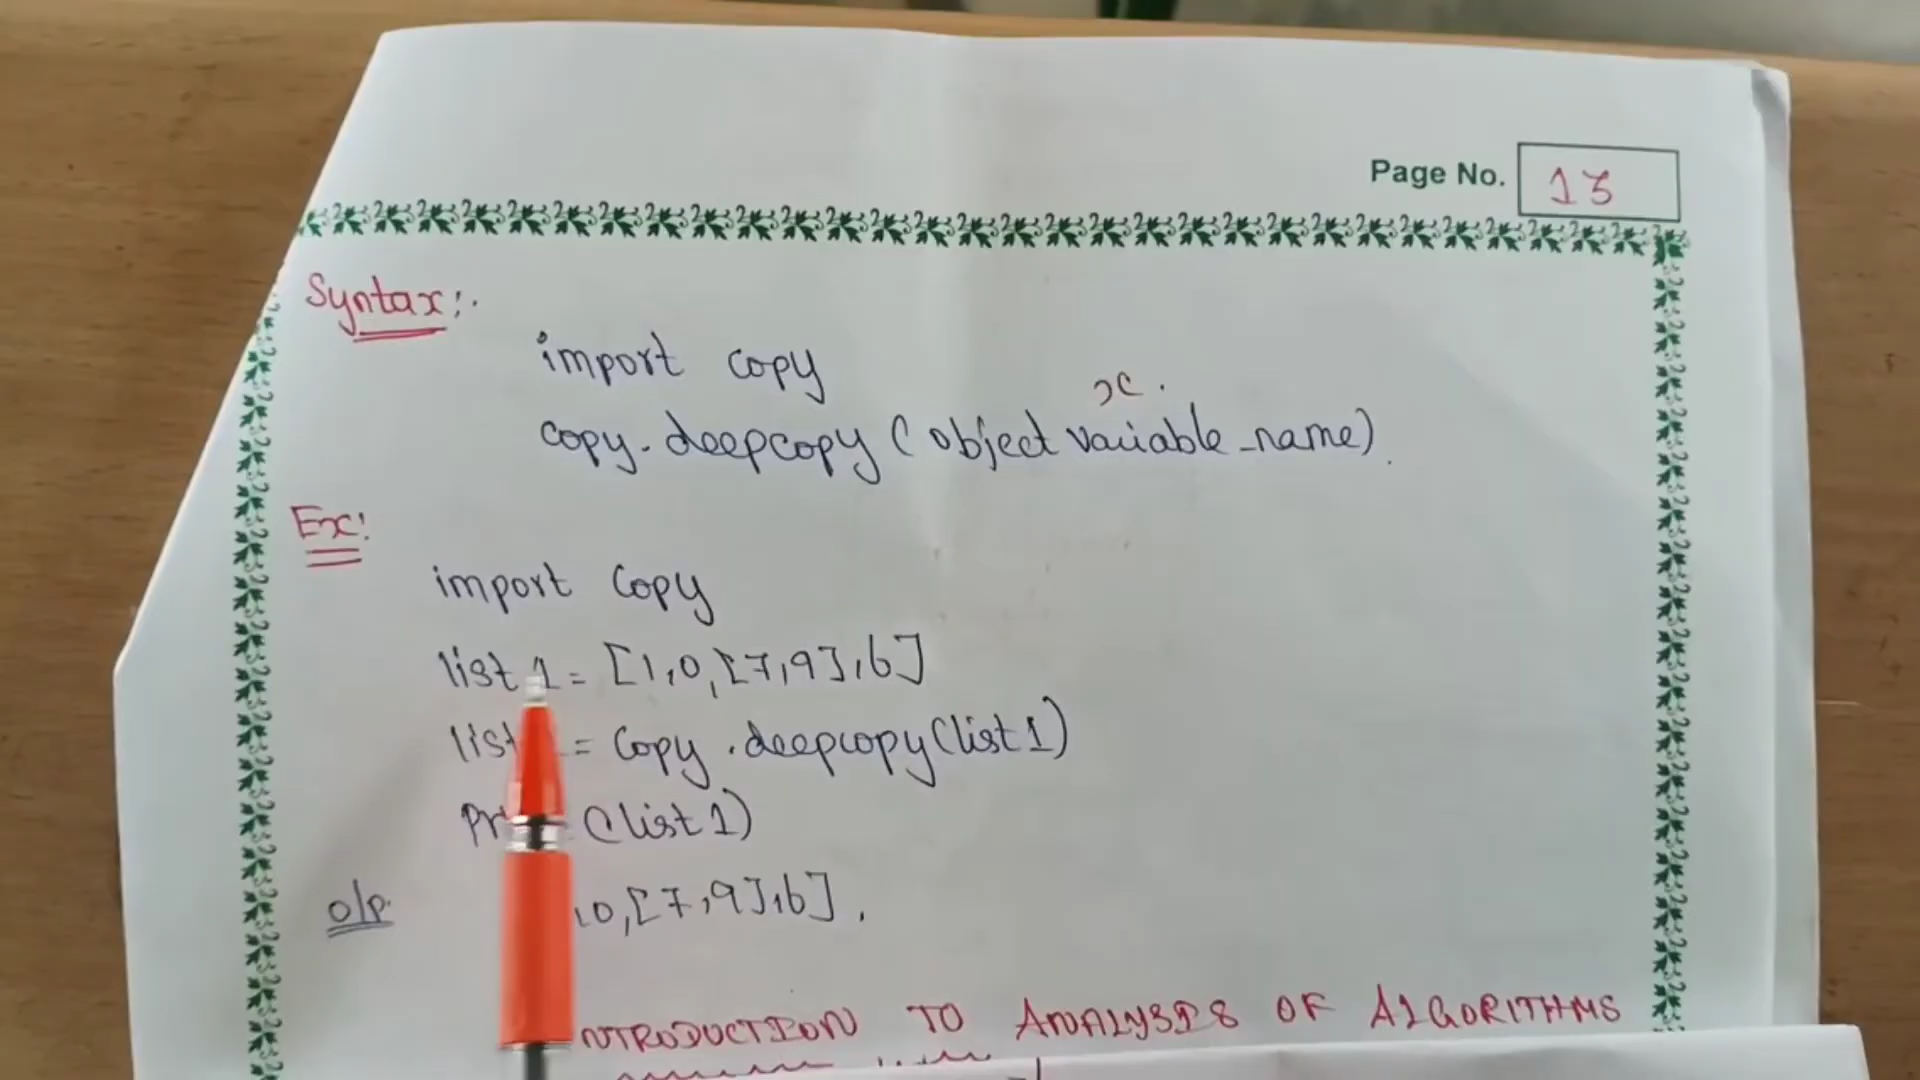 Page No. 13
Syntax:
import copy
x.
copy.deepcopy (object variable_name).
Ex:
import Copy
list 1 = [1,0,[7,9],6]
= Copy.deepcopy(list 1)
(list 1)
o/p ,0,[7,9],6].
TO ANALYSIS OF ALGORITHMS